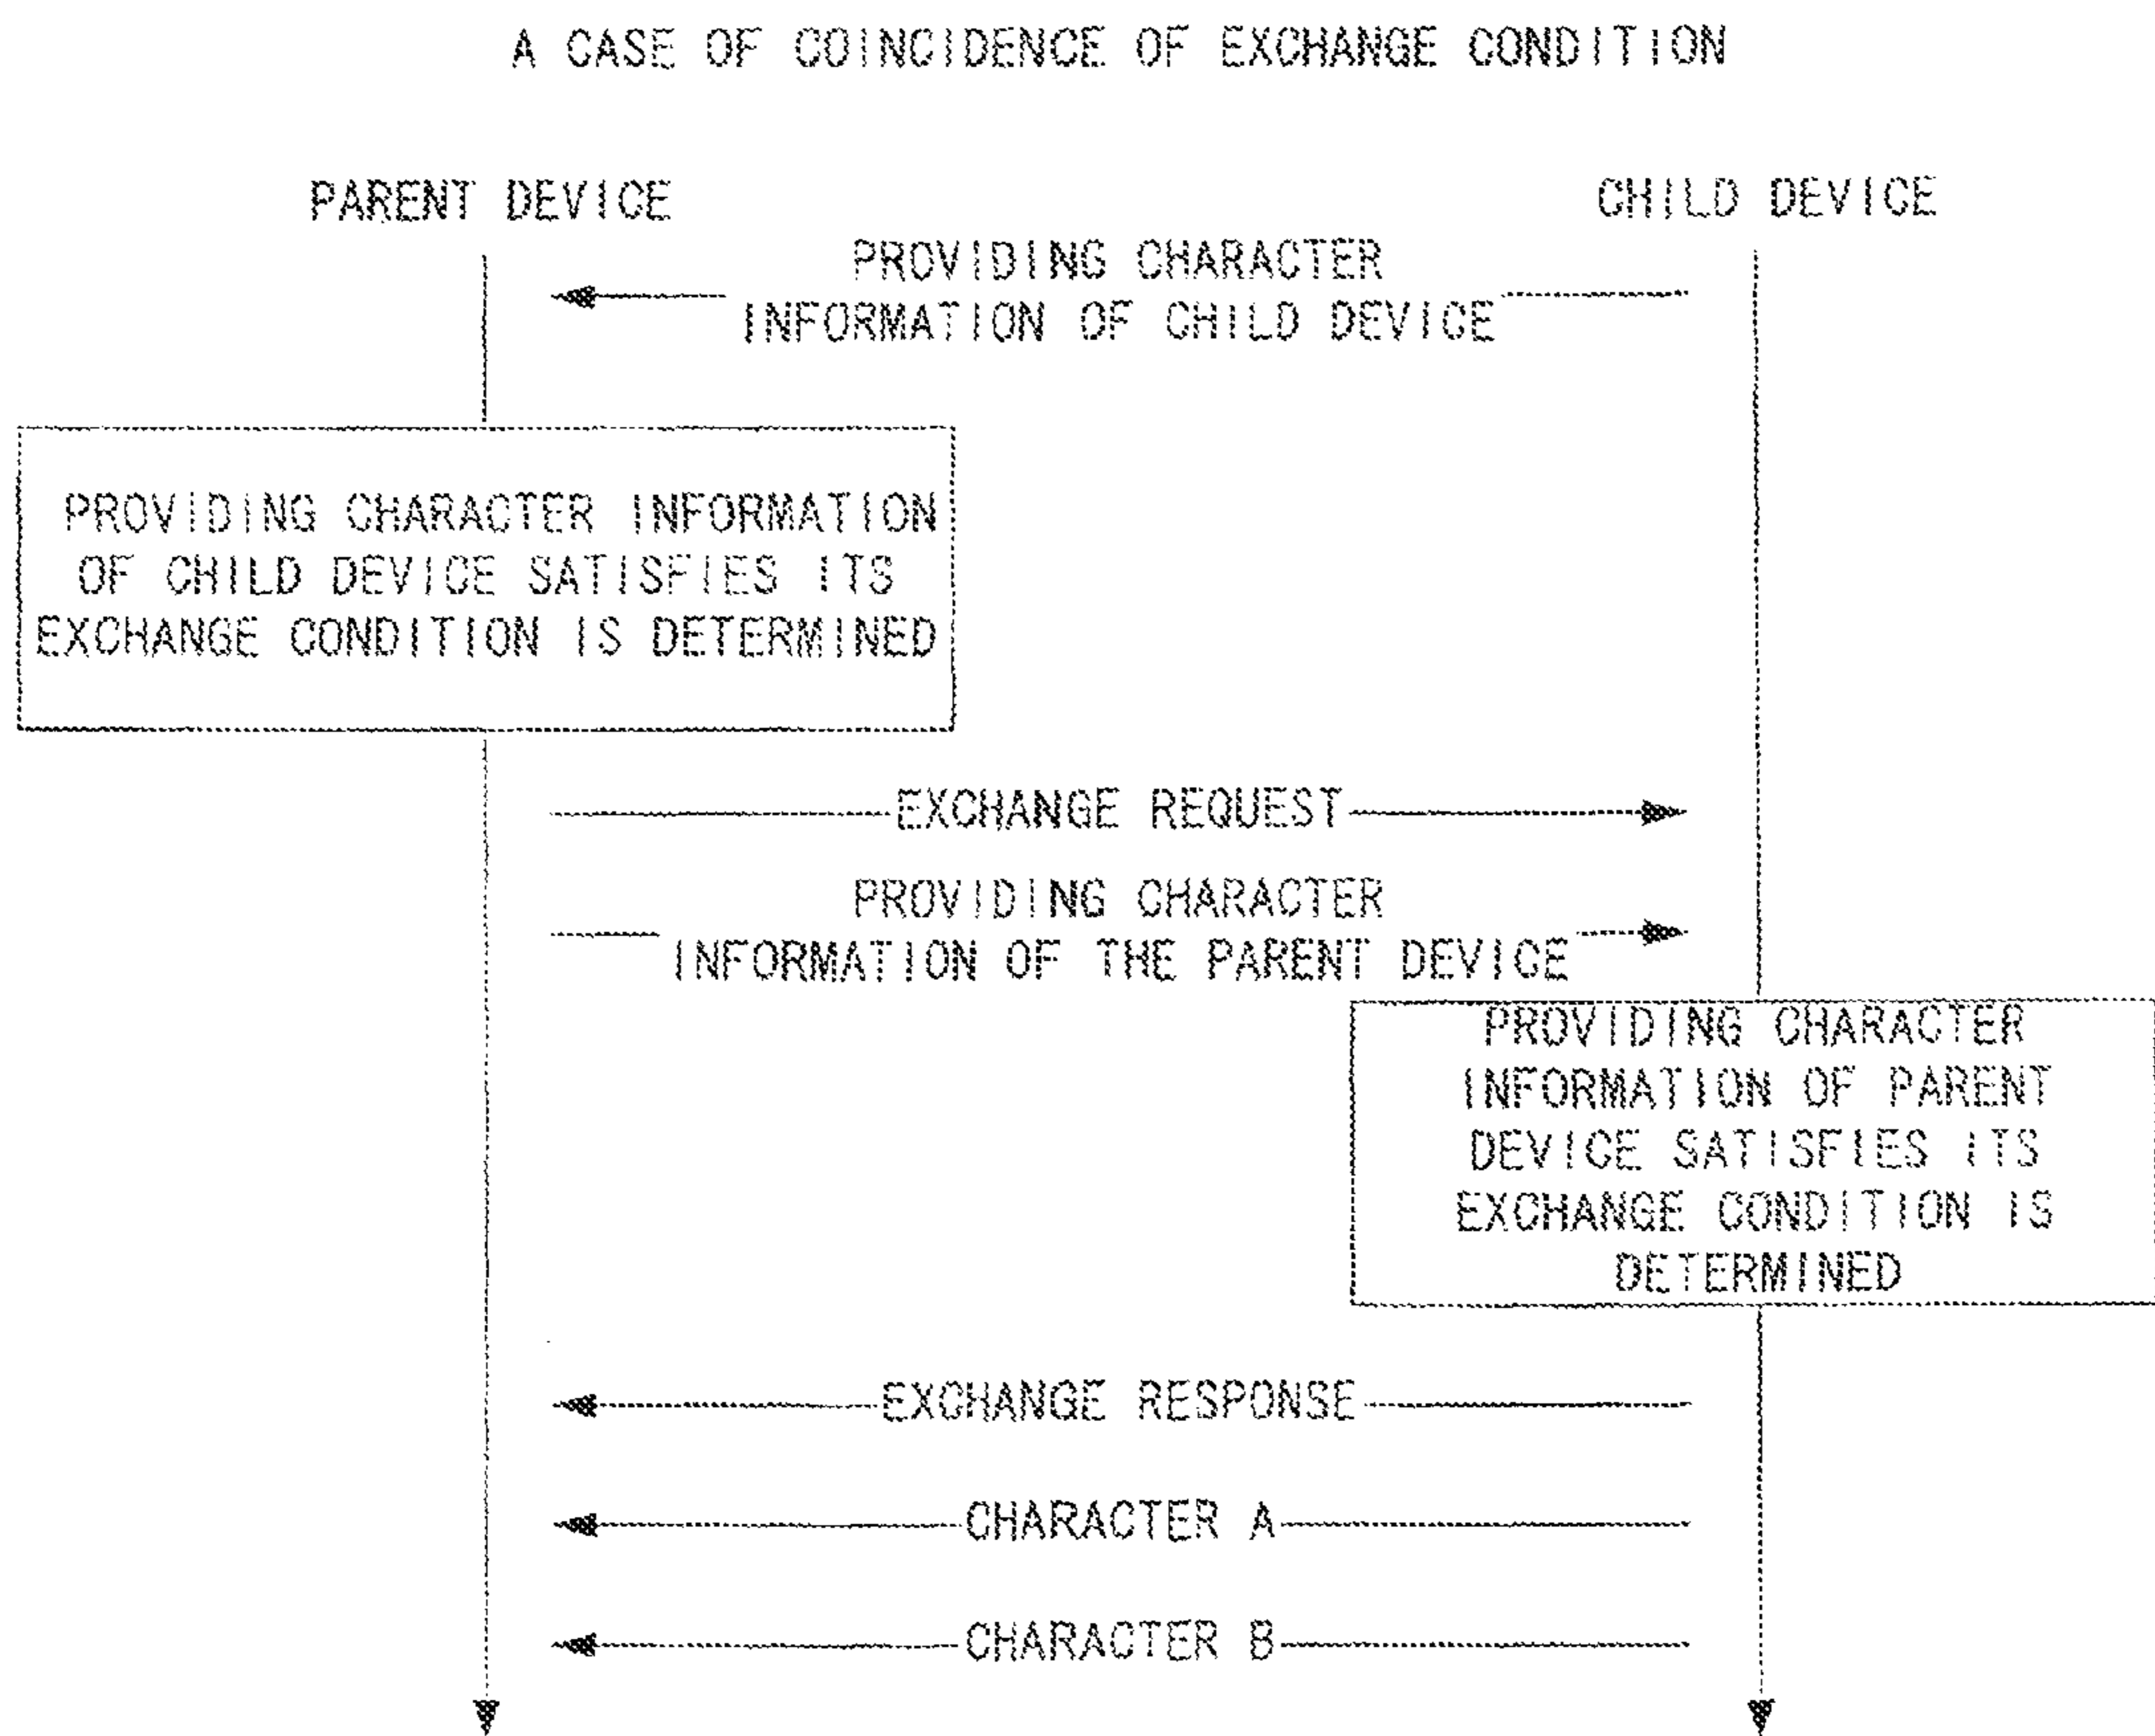 A CASE OF COINCIDENCE OF EXCHANGE CONDITION
PARENT DEVICE
CHILD DEVICE
PROVIDING CHARACTER
INFORMATION OF CHILD DEVICE
PROVIDING CHARACTER INFORMATION
OF CHILD DEVICE SATISFIES ITS
EXCHANGE CONDITION IS DETERMINED
EXCHANGE REQUEST
PROVIDING CHARACTER
INFORMATION OF THE PARENT DEVICE
PROVIDING CHARACTER
INFORMATION OF PARENT
DEVICE SATISFIES ITS
EXCHANGE CONDITION IS
DETERMINED
EXCHANGE RESPONSE
CHARACTER A
CHARACTER B